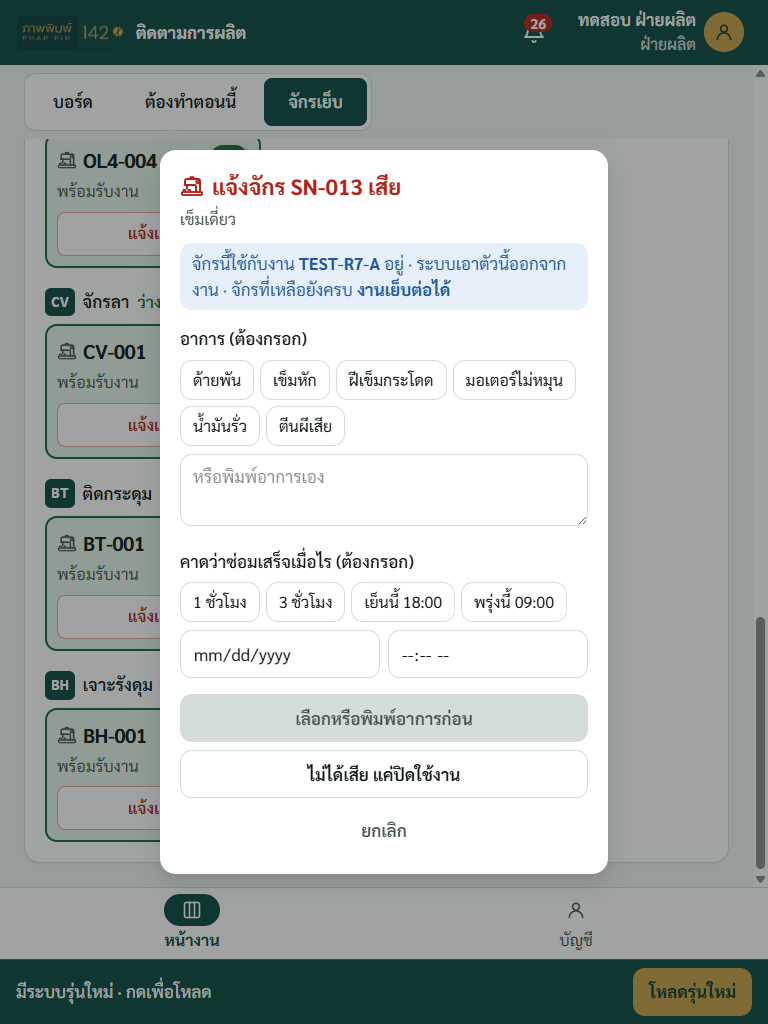 ภาพพิมพ์
PHAP PIM
142
ติดตามการผลิต
26
ทดสอบ ฝ่ายผลิต
ฝ่ายผลิต
บอร์ด
ต้องทำตอนนี้
จักรเย็บ
OL4-004
พร้อมรับงาน
CV
จักรลา
CV-001
พร้อมรับงาน
BT
ติดกระดุม
BT-001
พร้อมรับงาน
BH
เจาะรังดุม
BH-001
พร้อมรับงาน
แจ้งจักร SN-013 เสีย
เข็มเดี่ยว
จักรนี้ใช้กับงาน TEST-R7-A อยู่ · ระบบเอาตัวนี้ออกจาก
งาน · จักรที่เหลือยังครบ งานเย็บต่อได้
อาการ (ต้องกรอก)
ด้ายพัน
เข็มหัก
ฝีเข็มกระโดด
มอเตอร์ไม่หมุน
น้ำมันรั่ว
ตีนผีเสีย
หรือพิมพ์อาการเอง
คาดว่าซ่อมเสร็จเมื่อไร (ต้องกรอก)
1 ชั่วโมง
3 ชั่วโมง
เย็นนี้ 18:00
พรุ่งนี้ 09:00
mm/dd/yyyy
--:-- --
เลือกหรือพิมพ์อาการก่อน
ไม่ได้เสีย แค่ปิดใช้งาน
ยกเลิก
หน้างาน
บัญชี
มีระบบรุ่นใหม่ · กดเพื่อโหลด
โหลดรุ่นใหม่